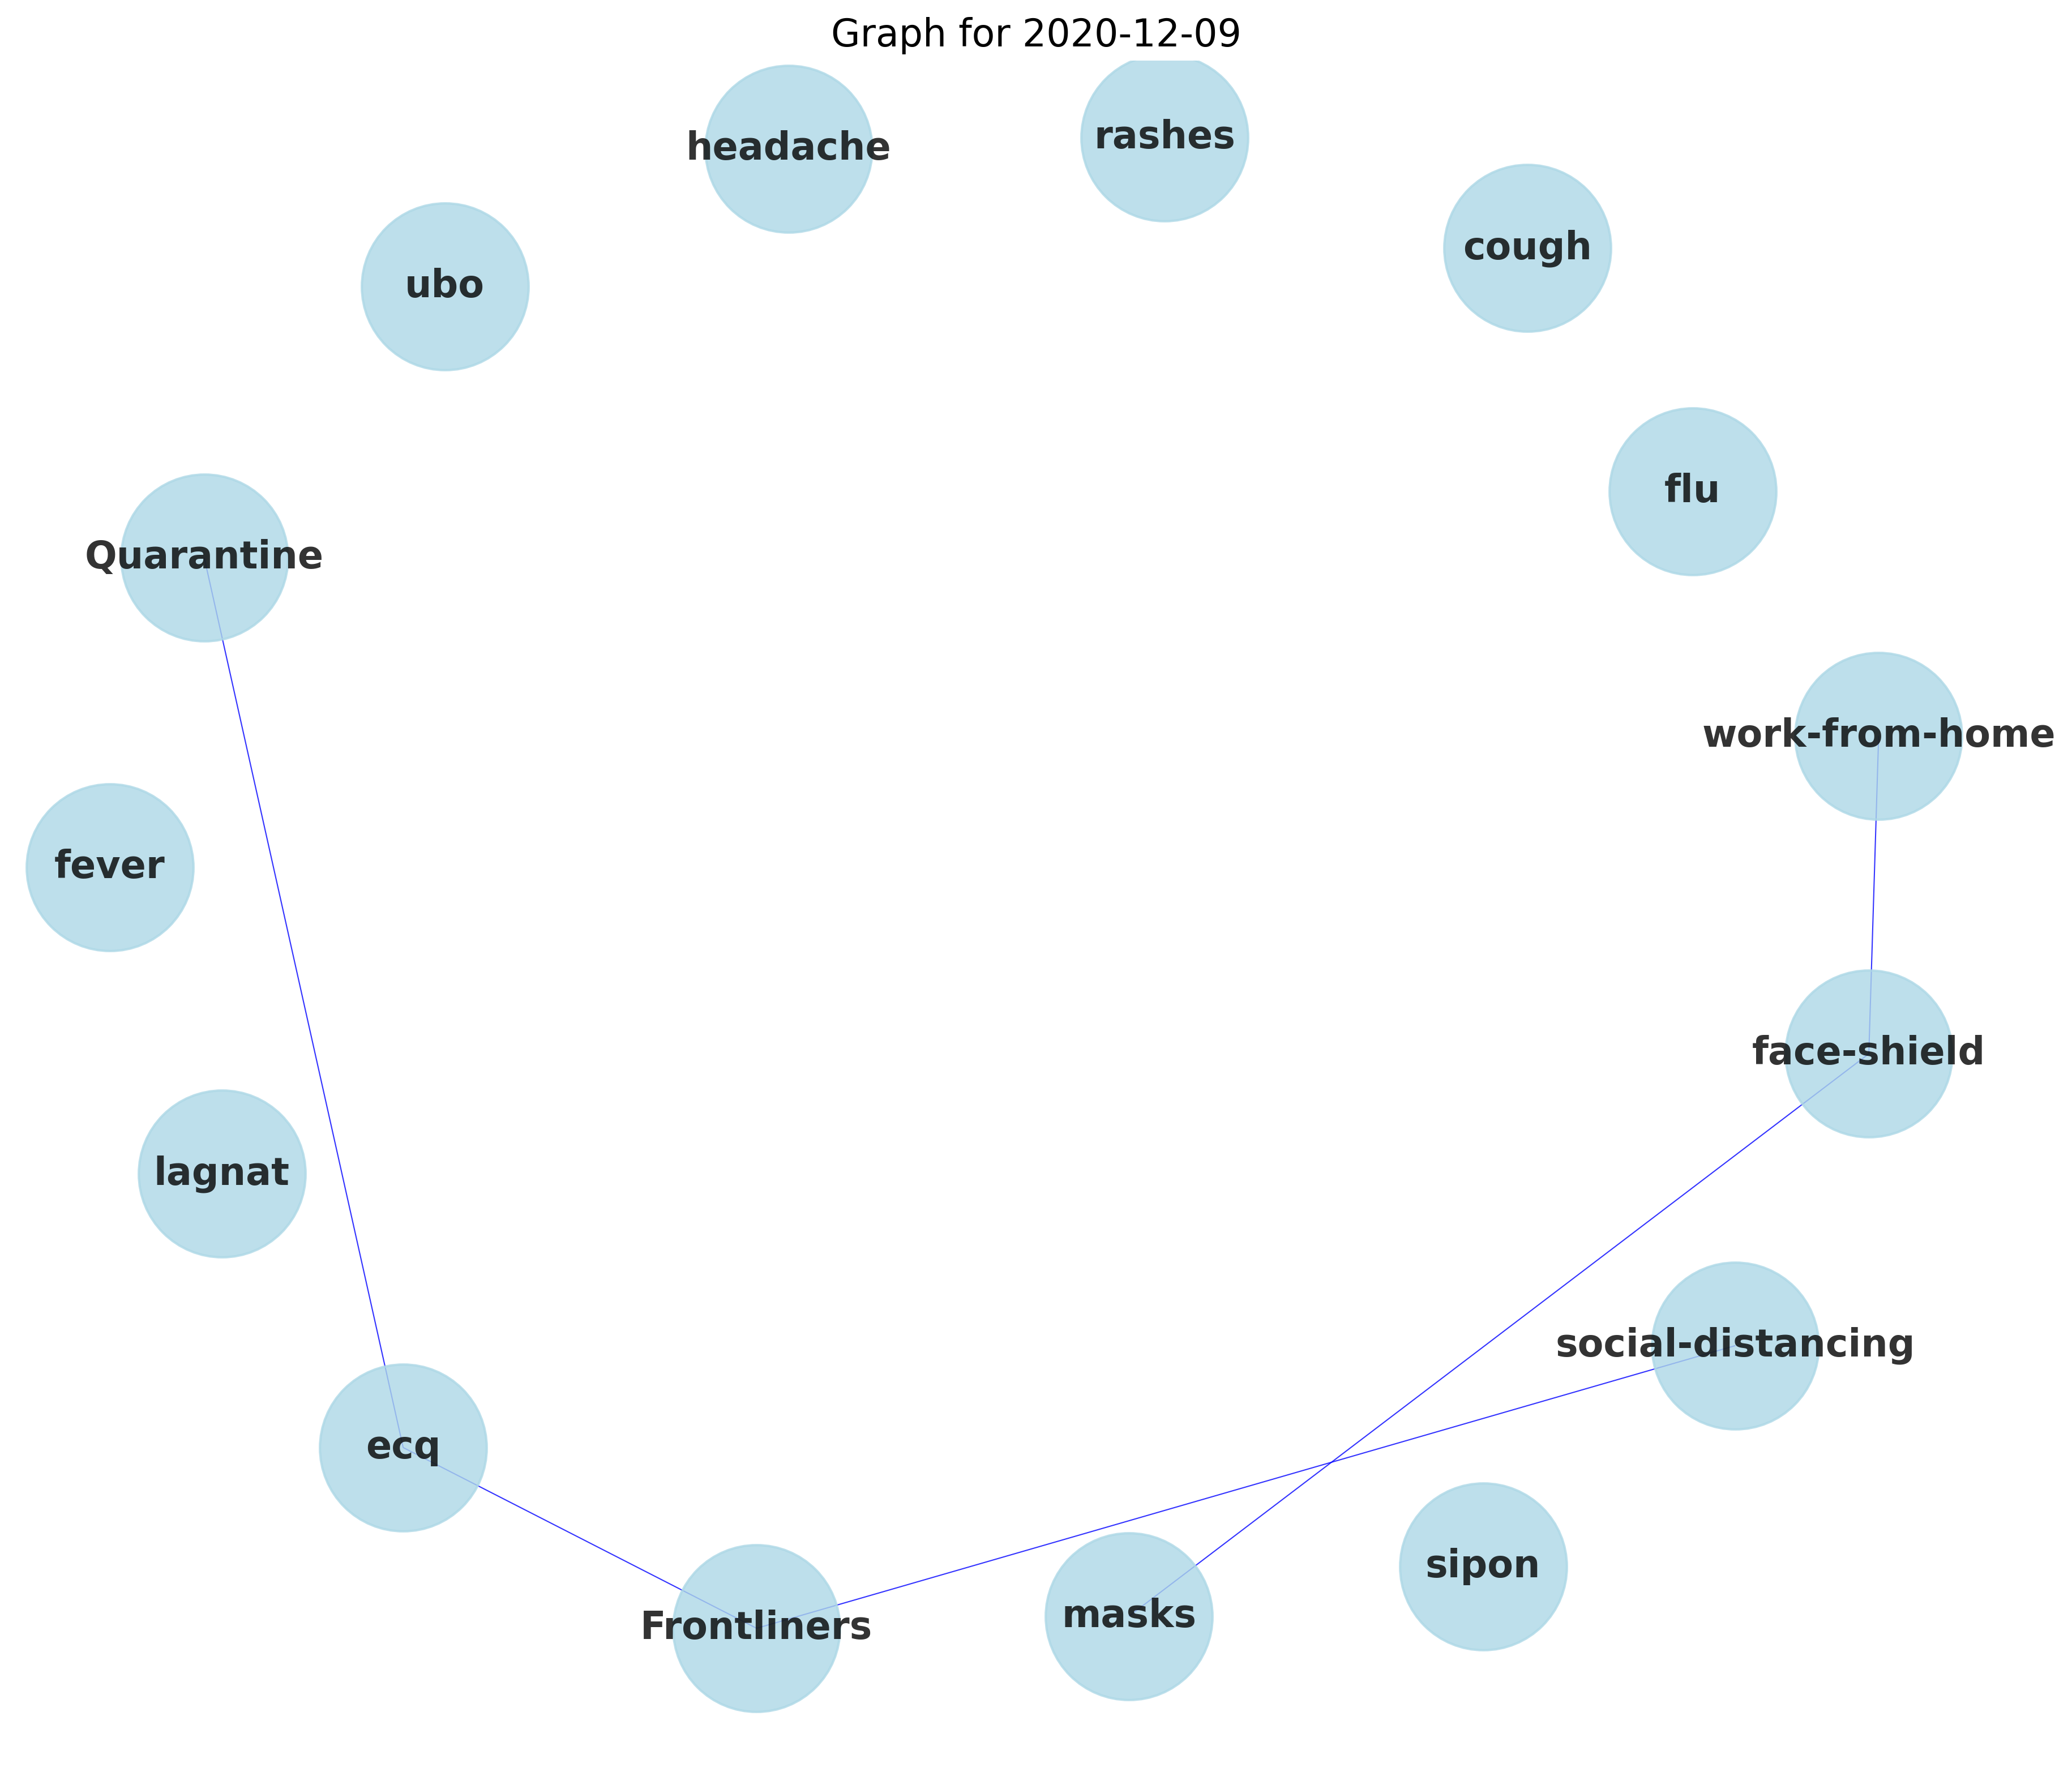 Graph for 2020-12-09
headache
rashes
cough
ubo
flu
Quarantine
work-from-home
fever
face-shield
lagnat
social-distancing
ecq
sipon
Frontliners
masks